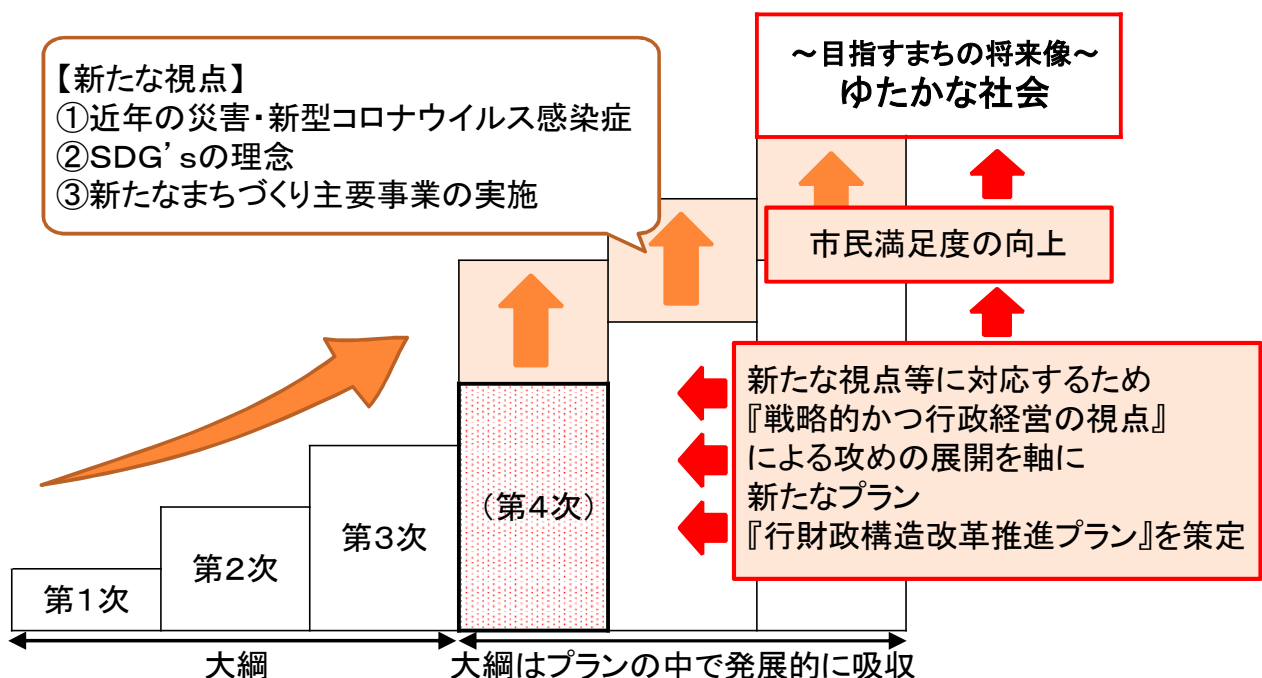 【新たな視点】
①近年の災害・新型コロナウイルス感染症
②SDG’sの理念
③新たなまちづくり主要事業の実施
～目指すまちの将来像～
ゆたかな社会
市民満足度の向上
新たな視点等に対応するため
『戦略的かつ行政経営の視点』
による攻めの展開を軸に
新たなプラン
『行財政構造改革推進プラン』を策定
第１次
第２次
第３次
（第４次）
大綱
大綱はプランの中で発展的に吸収